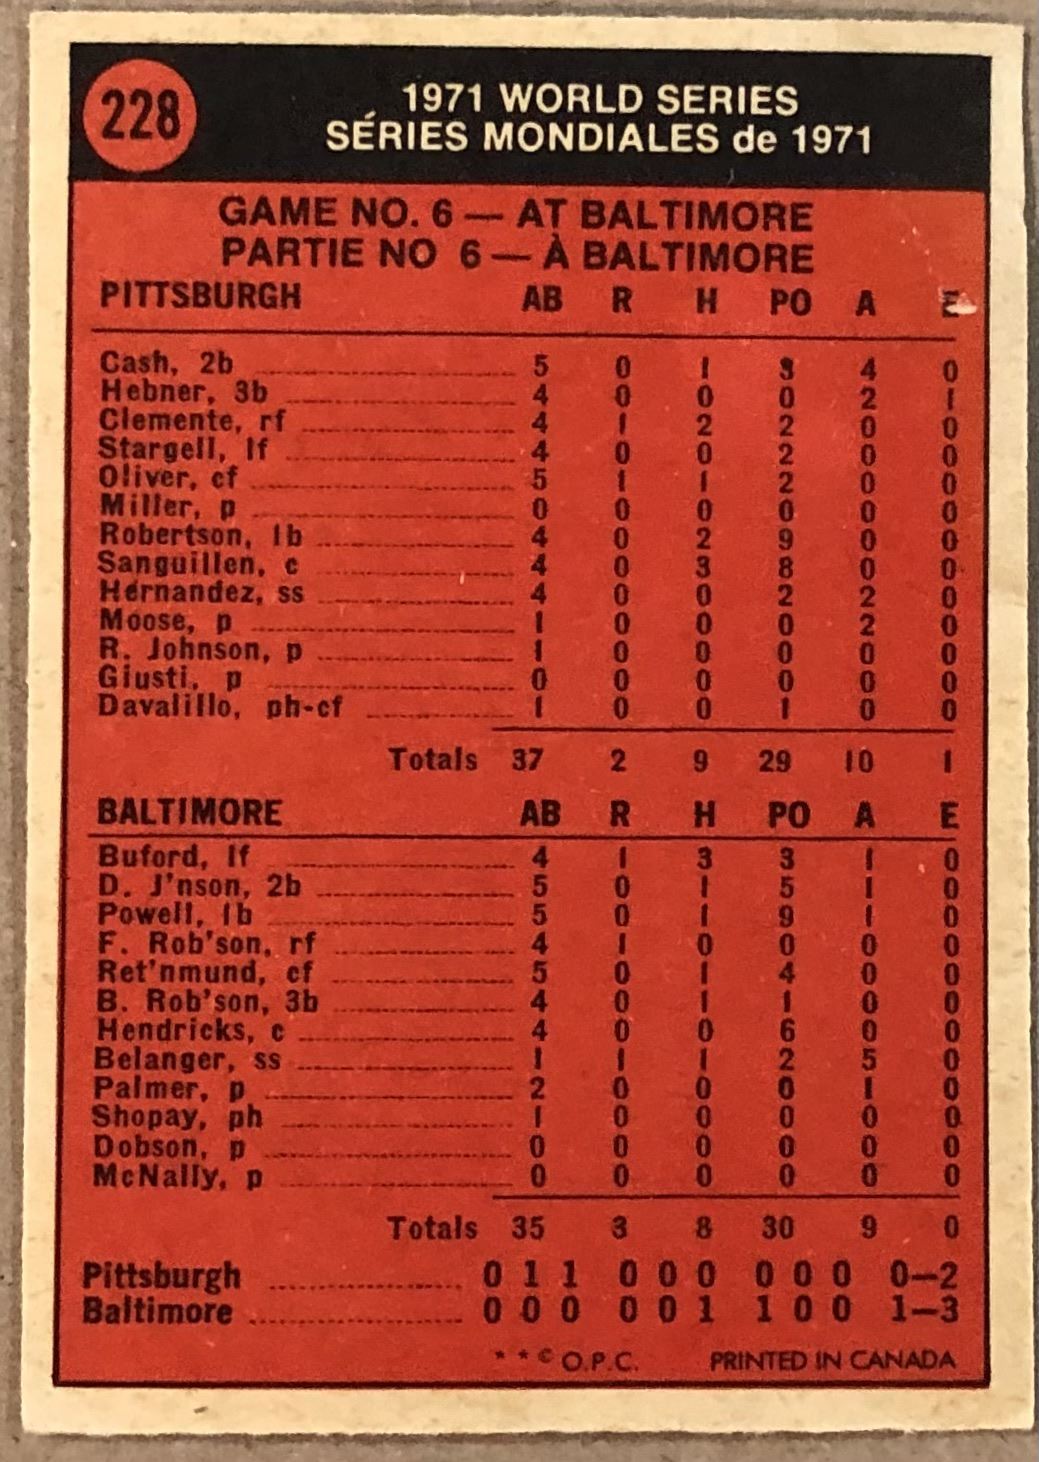 228
1971 WORLD SERIES
SÉRIES MONDIALES de 1971
GAME NO. 6 — AT BALTIMORE
PARTIE NO 6 — À BALTIMORE
PITTSBURGH AB R H PO A E
Cash, 2b 5 0 1 3 4 0
Hebner, 3b 4 0 0 0 2 1
Clemente, rf 4 1 2 2 0 0
Stargell, lf 4 0 0 2 0 0
Oliver, cf 5 1 1 2 0 0
Miller, p 0 0 0 0 0 0
Robertson, 1b 4 0 2 9 0 0
Sanguillen, c 4 0 3 8 0 0
Hernandez, ss 4 0 0 2 2 0
Moose, p 1 0 0 0 2 0
R. Johnson, p 1 0 0 0 0 0
Giusti, p 0 0 0 0 0 0
Davalillo, ph-cf 1 0 0 1 0 0
Totals 37 2 9 29 10 1
BALTIMORE AB R H PO A E
Buford, lf 4 1 3 3 1 0
D. J'nson, 2b 5 0 1 5 1 0
Powell, 1b 5 0 1 9 1 0
F. Rob'son, rf 4 1 0 0 0 0
Ret'nmund, cf 5 0 1 4 0 0
B. Rob'son, 3b 4 0 1 1 0 0
Hendricks, c 4 0 0 6 0 0
Belanger, ss 1 1 1 2 5 0
Palmer, p 2 0 0 0 1 0
Shopay, ph 1 0 0 0 0 0
Dobson, p 0 0 0 0 0 0
McNally, p 0 0 0 0 0 0
Totals 35 3 8 30 9 0
Pittsburgh 0 1 1 0 0 0 0 0 0 0—2
Baltimore 0 0 0 0 0 1 1 0 0 1—3
* * © O.P.C. PRINTED IN CANADA